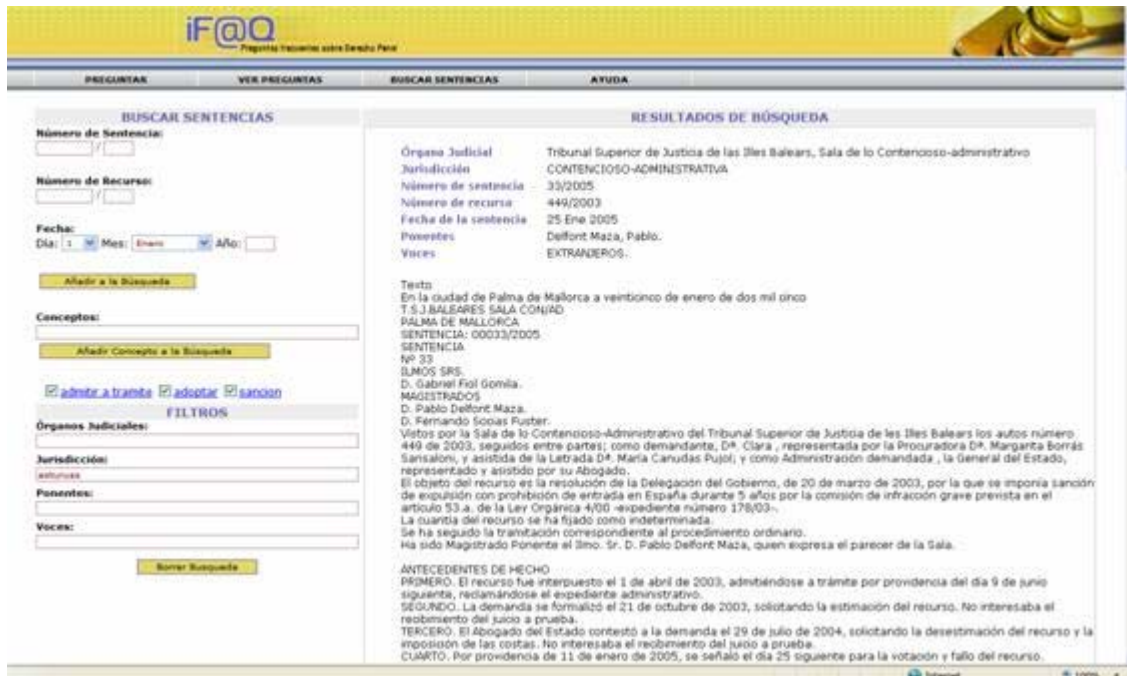 iF@Q
Preguntas frecuentes sobre Derecho Penal
PREGUNTAR VER PREGUNTAS BUSCAR SENTENCIAS AYUDA
BUSCAR SENTENCIAS
Número de Sentencia:
/
Número de Recurso:
/
Fecha:
Día: 1 Mes: Enero Año:
Añadir a la Búsqueda
Conceptos:
Añadir Concepto a la Búsqueda
admitir a tramite adoptar sancion
FILTROS
Órganos Judiciales:
Jurisdicción:
asturias
Ponentes:
Voces:
Borrar Busqueda
RESULTADOS DE BÚSQUEDA
Órgano Judicial Tribunal Superior de Justicia de las Illes Balears, Sala de lo Contencioso-administrativo
Jurisdicción CONTENCIOSO-ADMINISTRATIVA
Número de sentencia 33/2005
Número de recurso 449/2003
Fecha de la sentencia 25 Ene 2005
Ponentes Delfont Maza, Pablo.
Voces EXTRANJEROS.
Texto
En la ciudad de Palma de Mallorca a veinticinco de enero de dos mil cinco
T.S.J.BALEARES SALA CON/AD
PALMA DE MALLORCA
SENTENCIA: 00033/2005
SENTENCIA
Nº 33
ILMOS SRS.
D. Gabriel Fiol Gomila.
MAGISTRADOS
D. Pablo Delfont Maza.
D. Fernando Socias Fuster.
Vistos por la Sala de lo Contencioso-Administrativo del Tribunal Superior de Justicia de les Illes Balears los autos número
449 de 2003, seguidos entre partes; como demandante, Dª. Clara , representada por la Procuradora Dª. Margarita Borrás
Sansaloni, y asistida de la Letrada Dª. María Canudas Pujol; y como Administración demandada , la General del Estado,
representado y asistido por su Abogado.
El objeto del recurso es la resolución de la Delegación del Gobierno, de 20 de marzo de 2003, por la que se imponía sanción
de expulsión con prohibición de entrada en España durante 5 años por la comisión de infracción grave prevista en el
artículo 53.a. de la Ley Orgánica 4/00 -expediente número 178/03-.
La cuantía del recurso se ha fijado como indeterminada.
Se ha seguido la tramitación correspondiente al procedimiento ordinario.
Ha sido Magistrado Ponente el Ilmo. Sr. D. Pablo Delfont Maza, quien expresa el parecer de la Sala.
ANTECEDENTES DE HECHO
PRIMERO. El recurso fue interpuesto el 1 de abril de 2003, admitiéndose a trámite por providencia del día 9 de junio
siguiente, reclamándose el expediente administrativo.
SEGUNDO. La demanda se formalizó el 21 de octubre de 2003, solicitando la estimación del recurso. No interesaba el
recibimiento del juicio a prueba.
TERCERO. El Abogado del Estado contestó a la demanda el 29 de julio de 2004, solicitando la desestimación del recurso y la
imposición de las costas. No interesaba el recibimiento del juicio a prueba.
CUARTO. Por providencia de 11 de enero de 2005, se señaló el día 25 siguiente para la votación y fallo del recurso.
Internet 100%